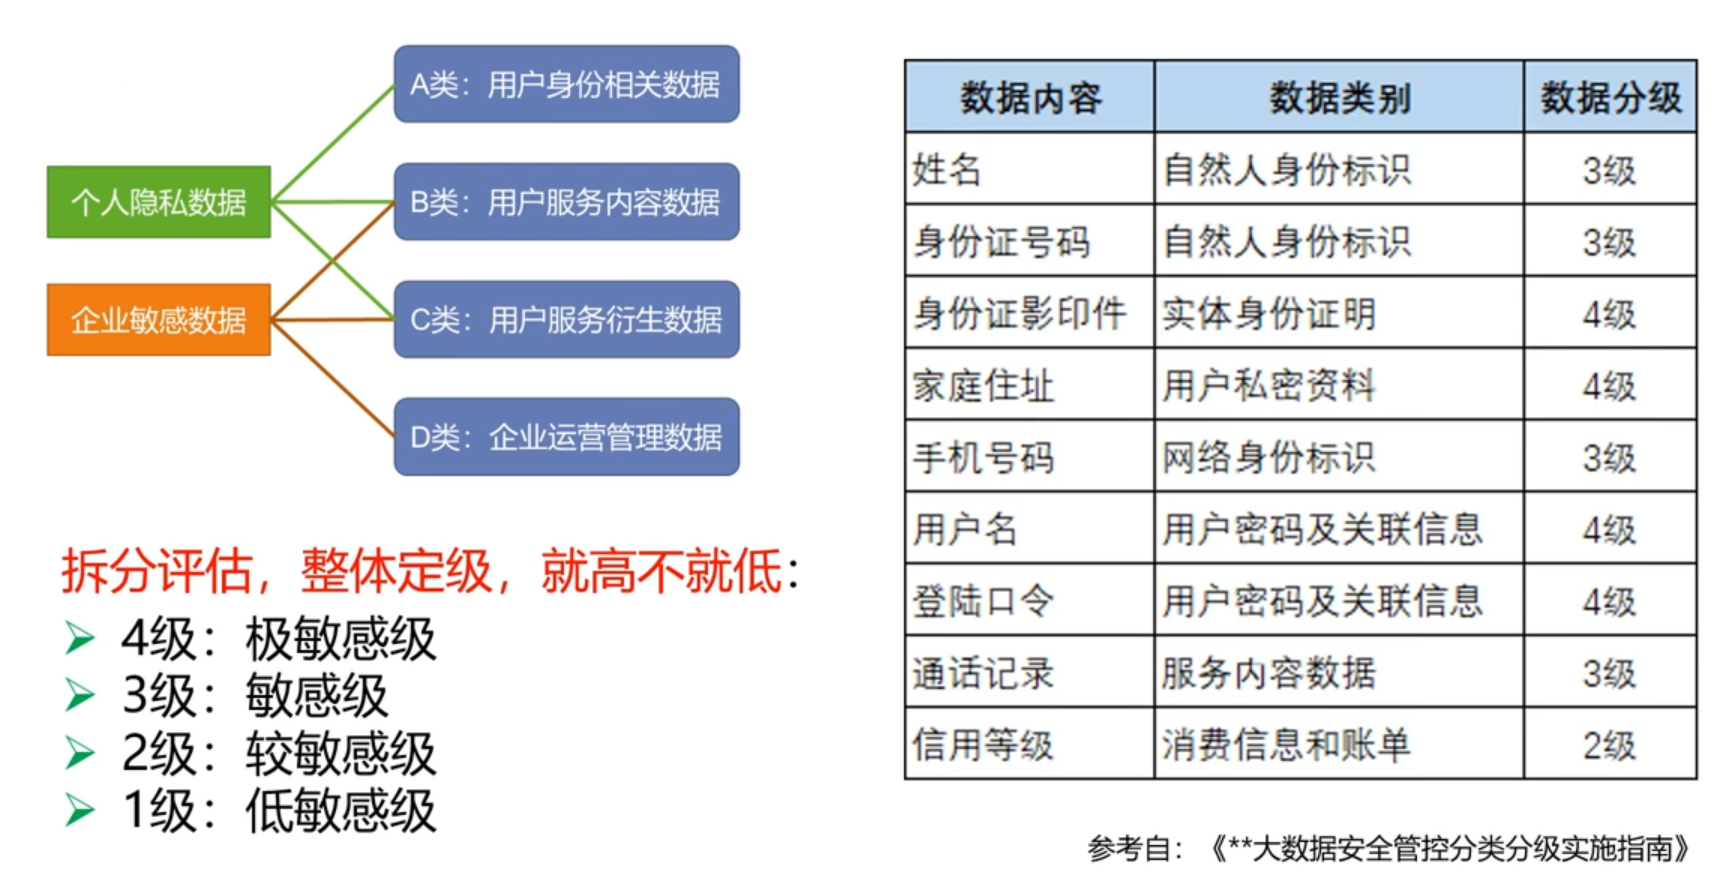 个人隐私数据
企业敏感数据
A类：用户身份相关数据
B类：用户服务内容数据
C类：用户服务衍生数据
D类：企业运营管理数据
拆分评估，整体定级，就高不就低：
4级：极敏感级
3级：敏感级
2级：较敏感级
1级：低敏感级
数据内容 数据类别 数据分级
姓名 自然人身份标识 3级
身份证号码 自然人身份标识 3级
身份证影印件 实体身份证明 4级
家庭住址 用户私密资料 4级
手机号码 网络身份标识 3级
用户名 用户密码及关联信息 4级
登陆口令 用户密码及关联信息 4级
通话记录 服务内容数据 3级
信用等级 消费信息和账单 2级
参考自：《**大数据安全管控分类分级实施指南》